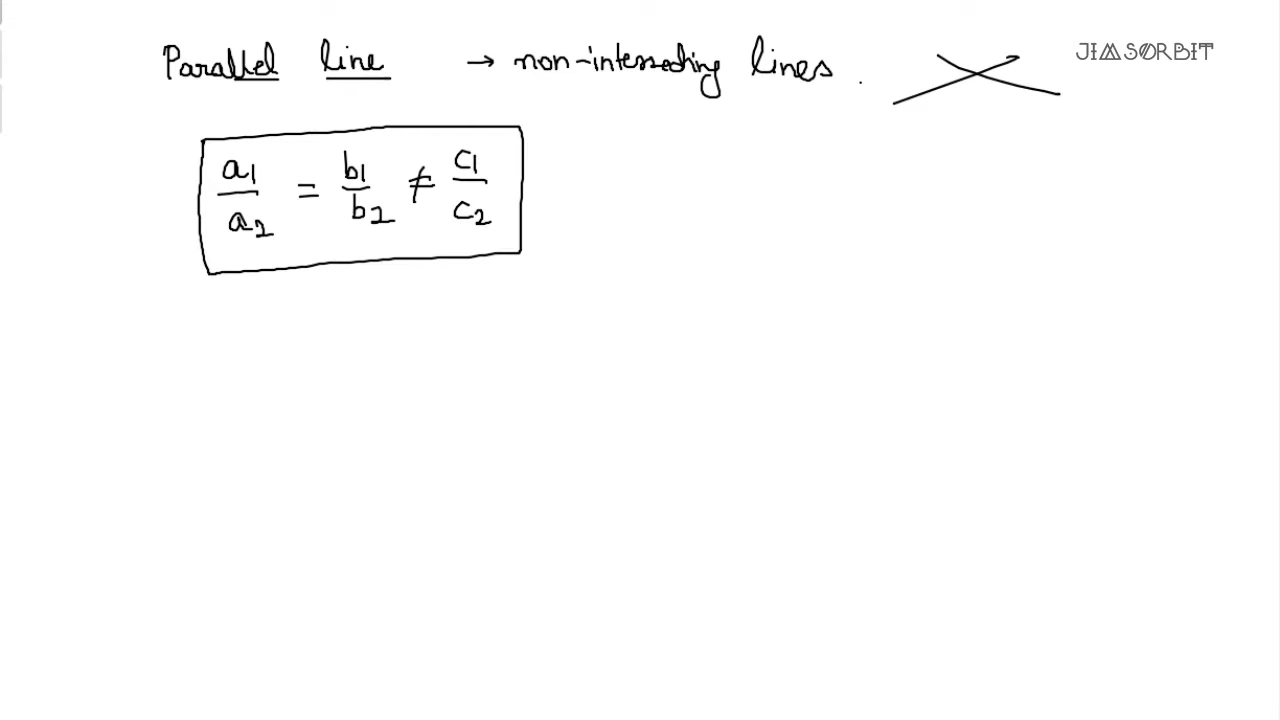 Parallel line → non-intersecting lines .
JIMSORBIT
a1/a2 = b1/b2 ≠ c1/c2